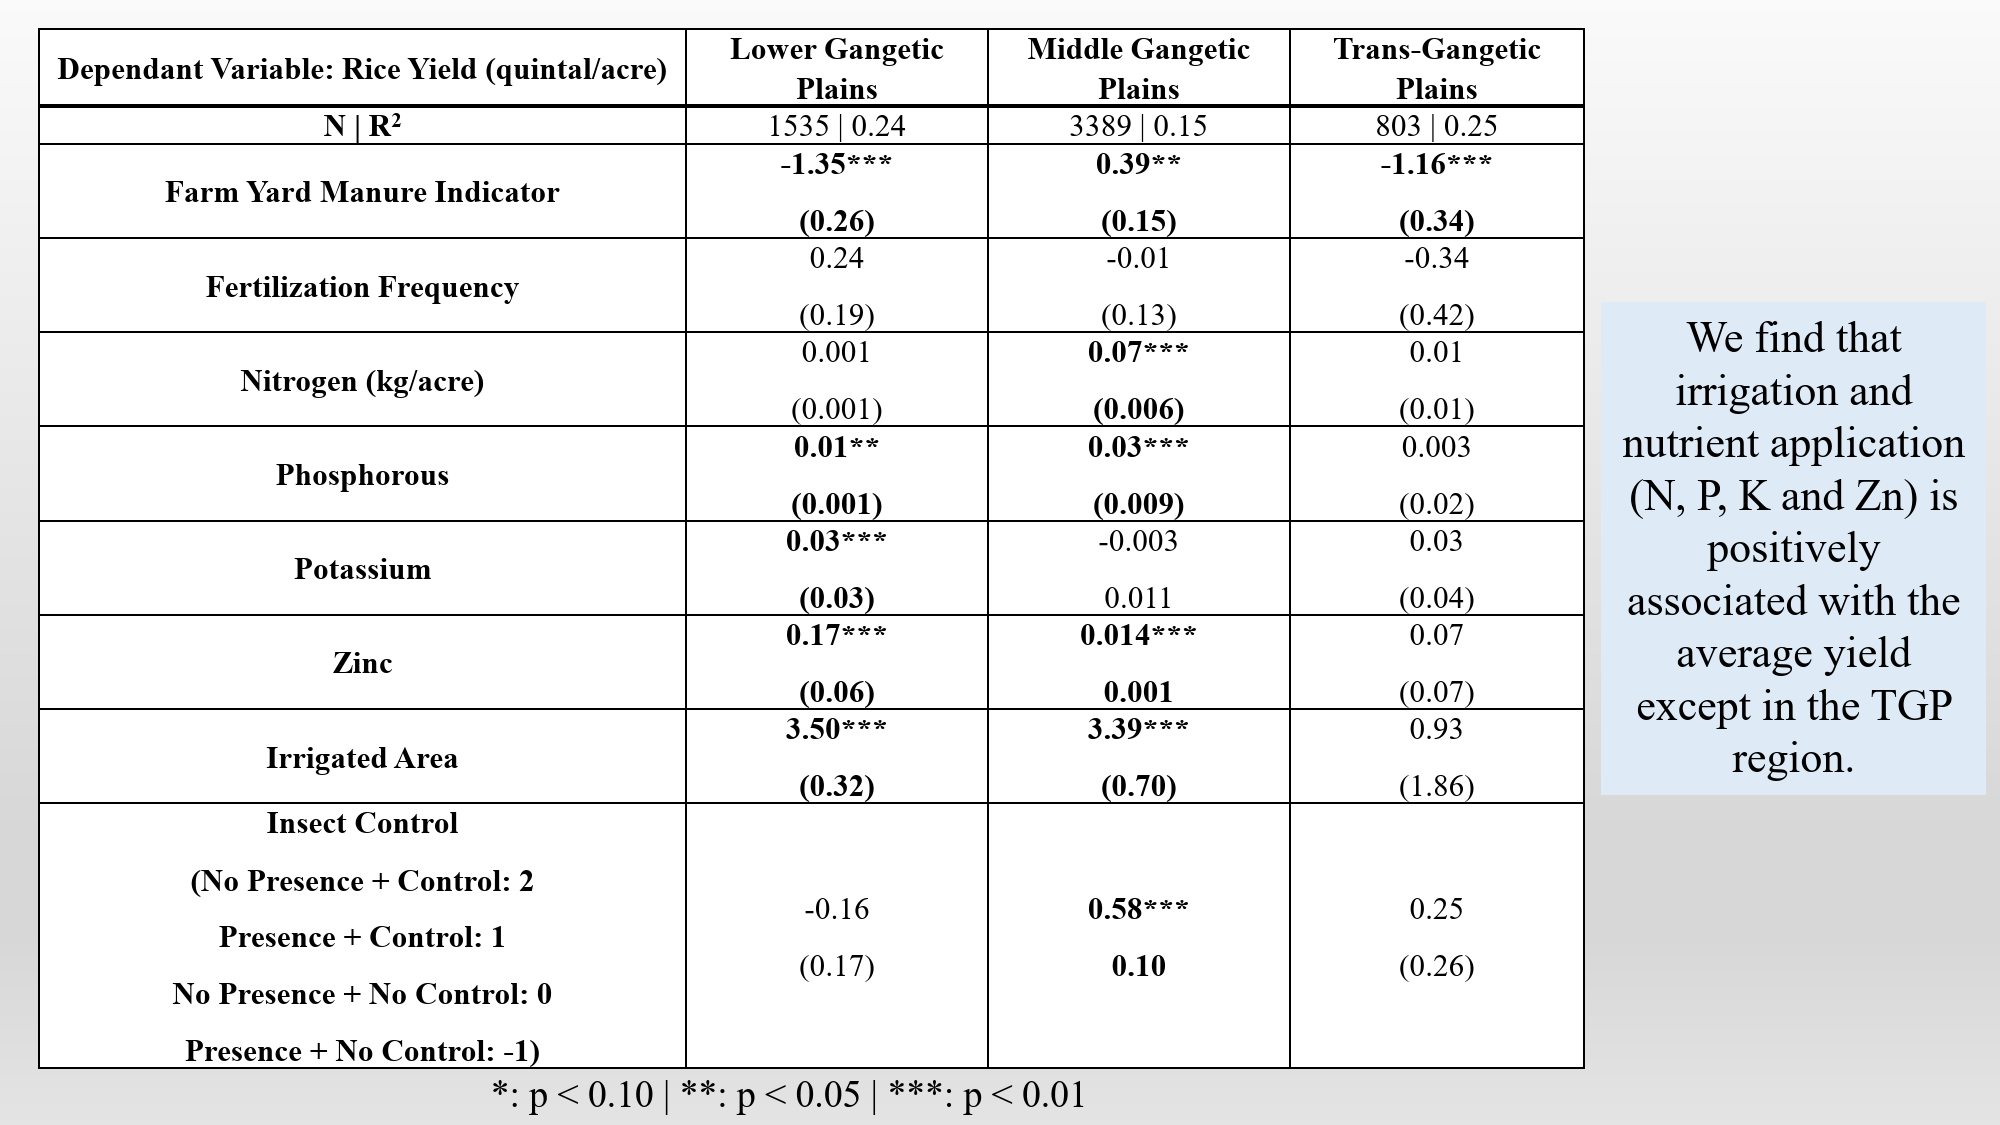 Dependant Variable: Rice Yield (quintal/acre)
Lower Gangetic
Plains
Middle Gangetic
Plains
Trans-Gangetic
Plains
N | R²
1535 | 0.24
3389 | 0.15
803 | 0.25
Farm Yard Manure Indicator
-1.35***
(0.26)
0.39**
(0.15)
-1.16***
(0.34)
Fertilization Frequency
0.24
(0.19)
-0.01
(0.13)
-0.34
(0.42)
Nitrogen (kg/acre)
0.001
(0.001)
0.07***
(0.006)
0.01
(0.01)
Phosphorous
0.01**
(0.001)
0.03***
(0.009)
0.003
(0.02)
Potassium
0.03***
(0.03)
-0.003
0.011
0.03
(0.04)
Zinc
0.17***
(0.06)
0.014***
0.001
0.07
(0.07)
Irrigated Area
3.50***
(0.32)
3.39***
(0.70)
0.93
(1.86)
Insect Control
(No Presence + Control: 2
Presence + Control: 1
No Presence + No Control: 0
Presence + No Control: -1)
-0.16
(0.17)
0.58***
0.10
0.25
(0.26)
*: p < 0.10 | **: p < 0.05 | ***: p < 0.01
We find that
irrigation and
nutrient application
(N, P, K and Zn) is
positively
associated with the
average yield
except in the TGP
region.